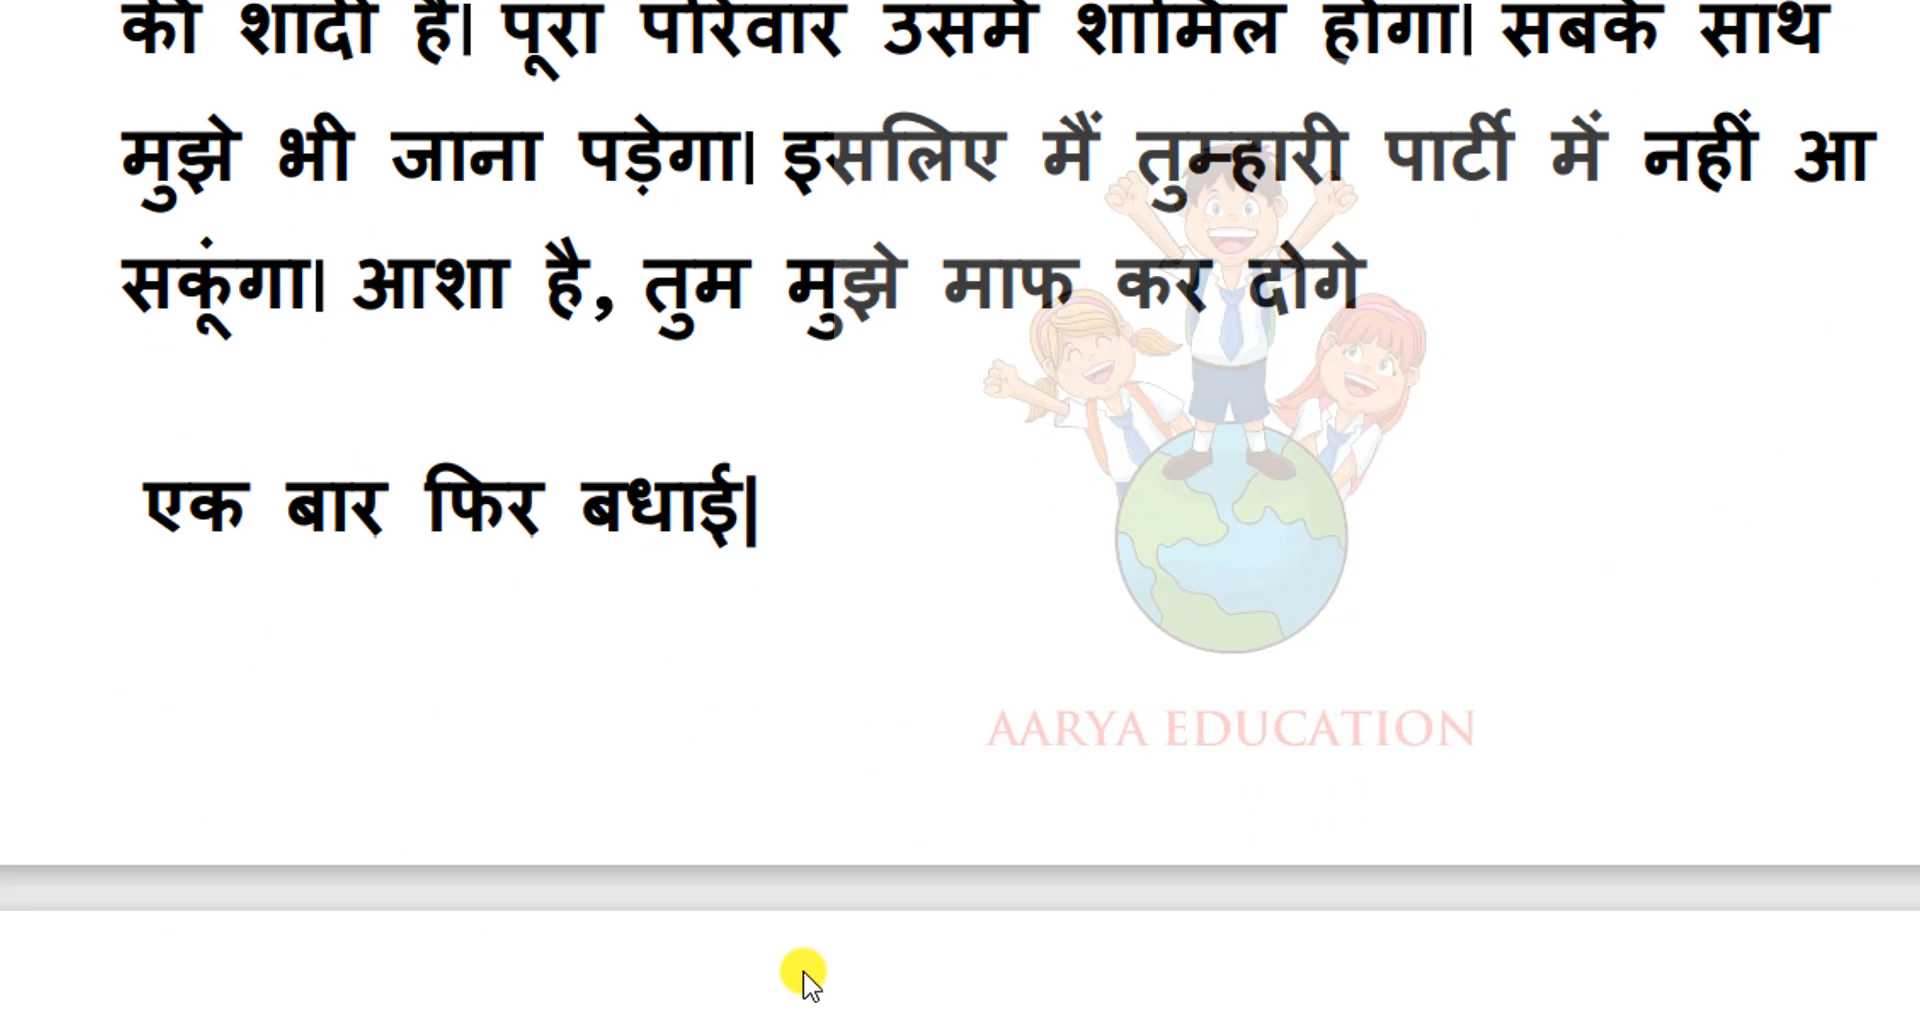 की शादी है। पूरा परिवार उसमें शामिल होगा। सबके साथ
मुझे भी जाना पड़ेगा। इसलिए मैं तुम्हारी पार्टी में नहीं आ
सकूंगा। आशा है, तुम मुझे माफ कर दोगे
एक बार फिर बधाई|
AARYA EDUCATION